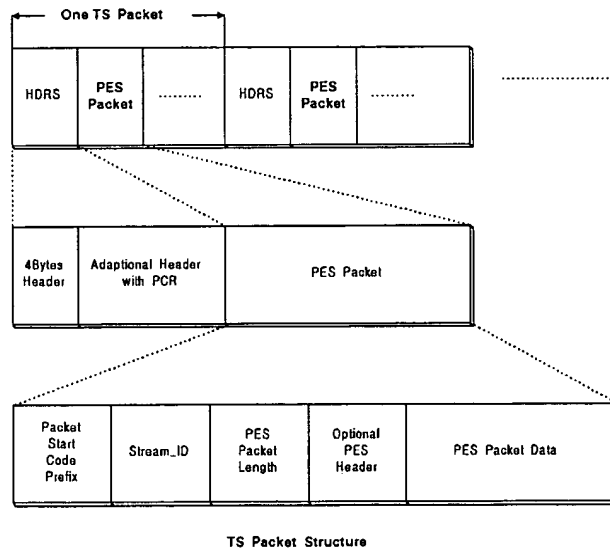 One TS Packet
HDRS
PES
Packet
........
HDRS
PES
Packet
........
4Bytes
Header
Adaptional Header
with PCR
PES Packet
Packet
Start
Code
Prefix
Stream_ID
PES
Packet
Length
Optional
PES
Header
PES Packet Data
TS Packet Structure